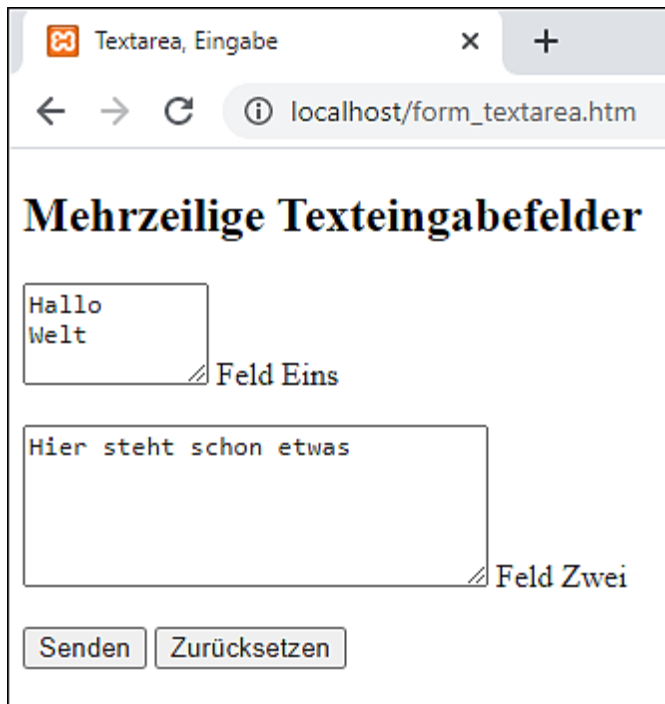 Textarea, Eingabe
localhost/form_textarea.htm
Mehrzeilige Texteingabefelder
Hallo
Welt
Feld Eins
Hier steht schon etwas
Feld Zwei
Senden Zurücksetzen